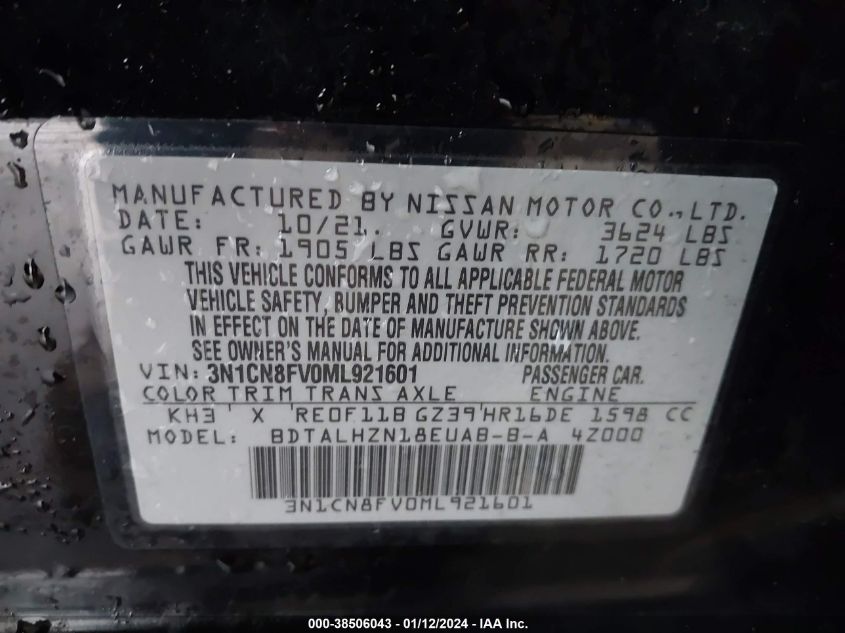 MANUFACTURED BY NISSAN MOTOR CO., LTD.
DATE: 10/21. GVWR: 3624 LBS
GAWR FR: 1905 LBS GAWR RR: 1720 LBS
THIS VEHICLE CONFORMS TO ALL APPLICABLE FEDERAL MOTOR
VEHICLE SAFETY, BUMPER AND THEFT PREVENTION STANDARDS
IN EFFECT ON THE DATE OF MANUFACTURE SHOWN ABOVE.
SEE OWNER'S MANUAL FOR ADDITIONAL INFORMATION.
VIN: 3N1CN8FV0ML921601 PASSENGER CAR.
COLOR TRIM TRANS AXLE ENGINE
KH3 X RE0F11B GZ39 HR16DE 1598 CC
MODEL: BDTALHZN18EUAB-B-A 4Z000
3N1CN8FV0ML921601
000-38506043 - 01/12/2024 - IAA Inc.